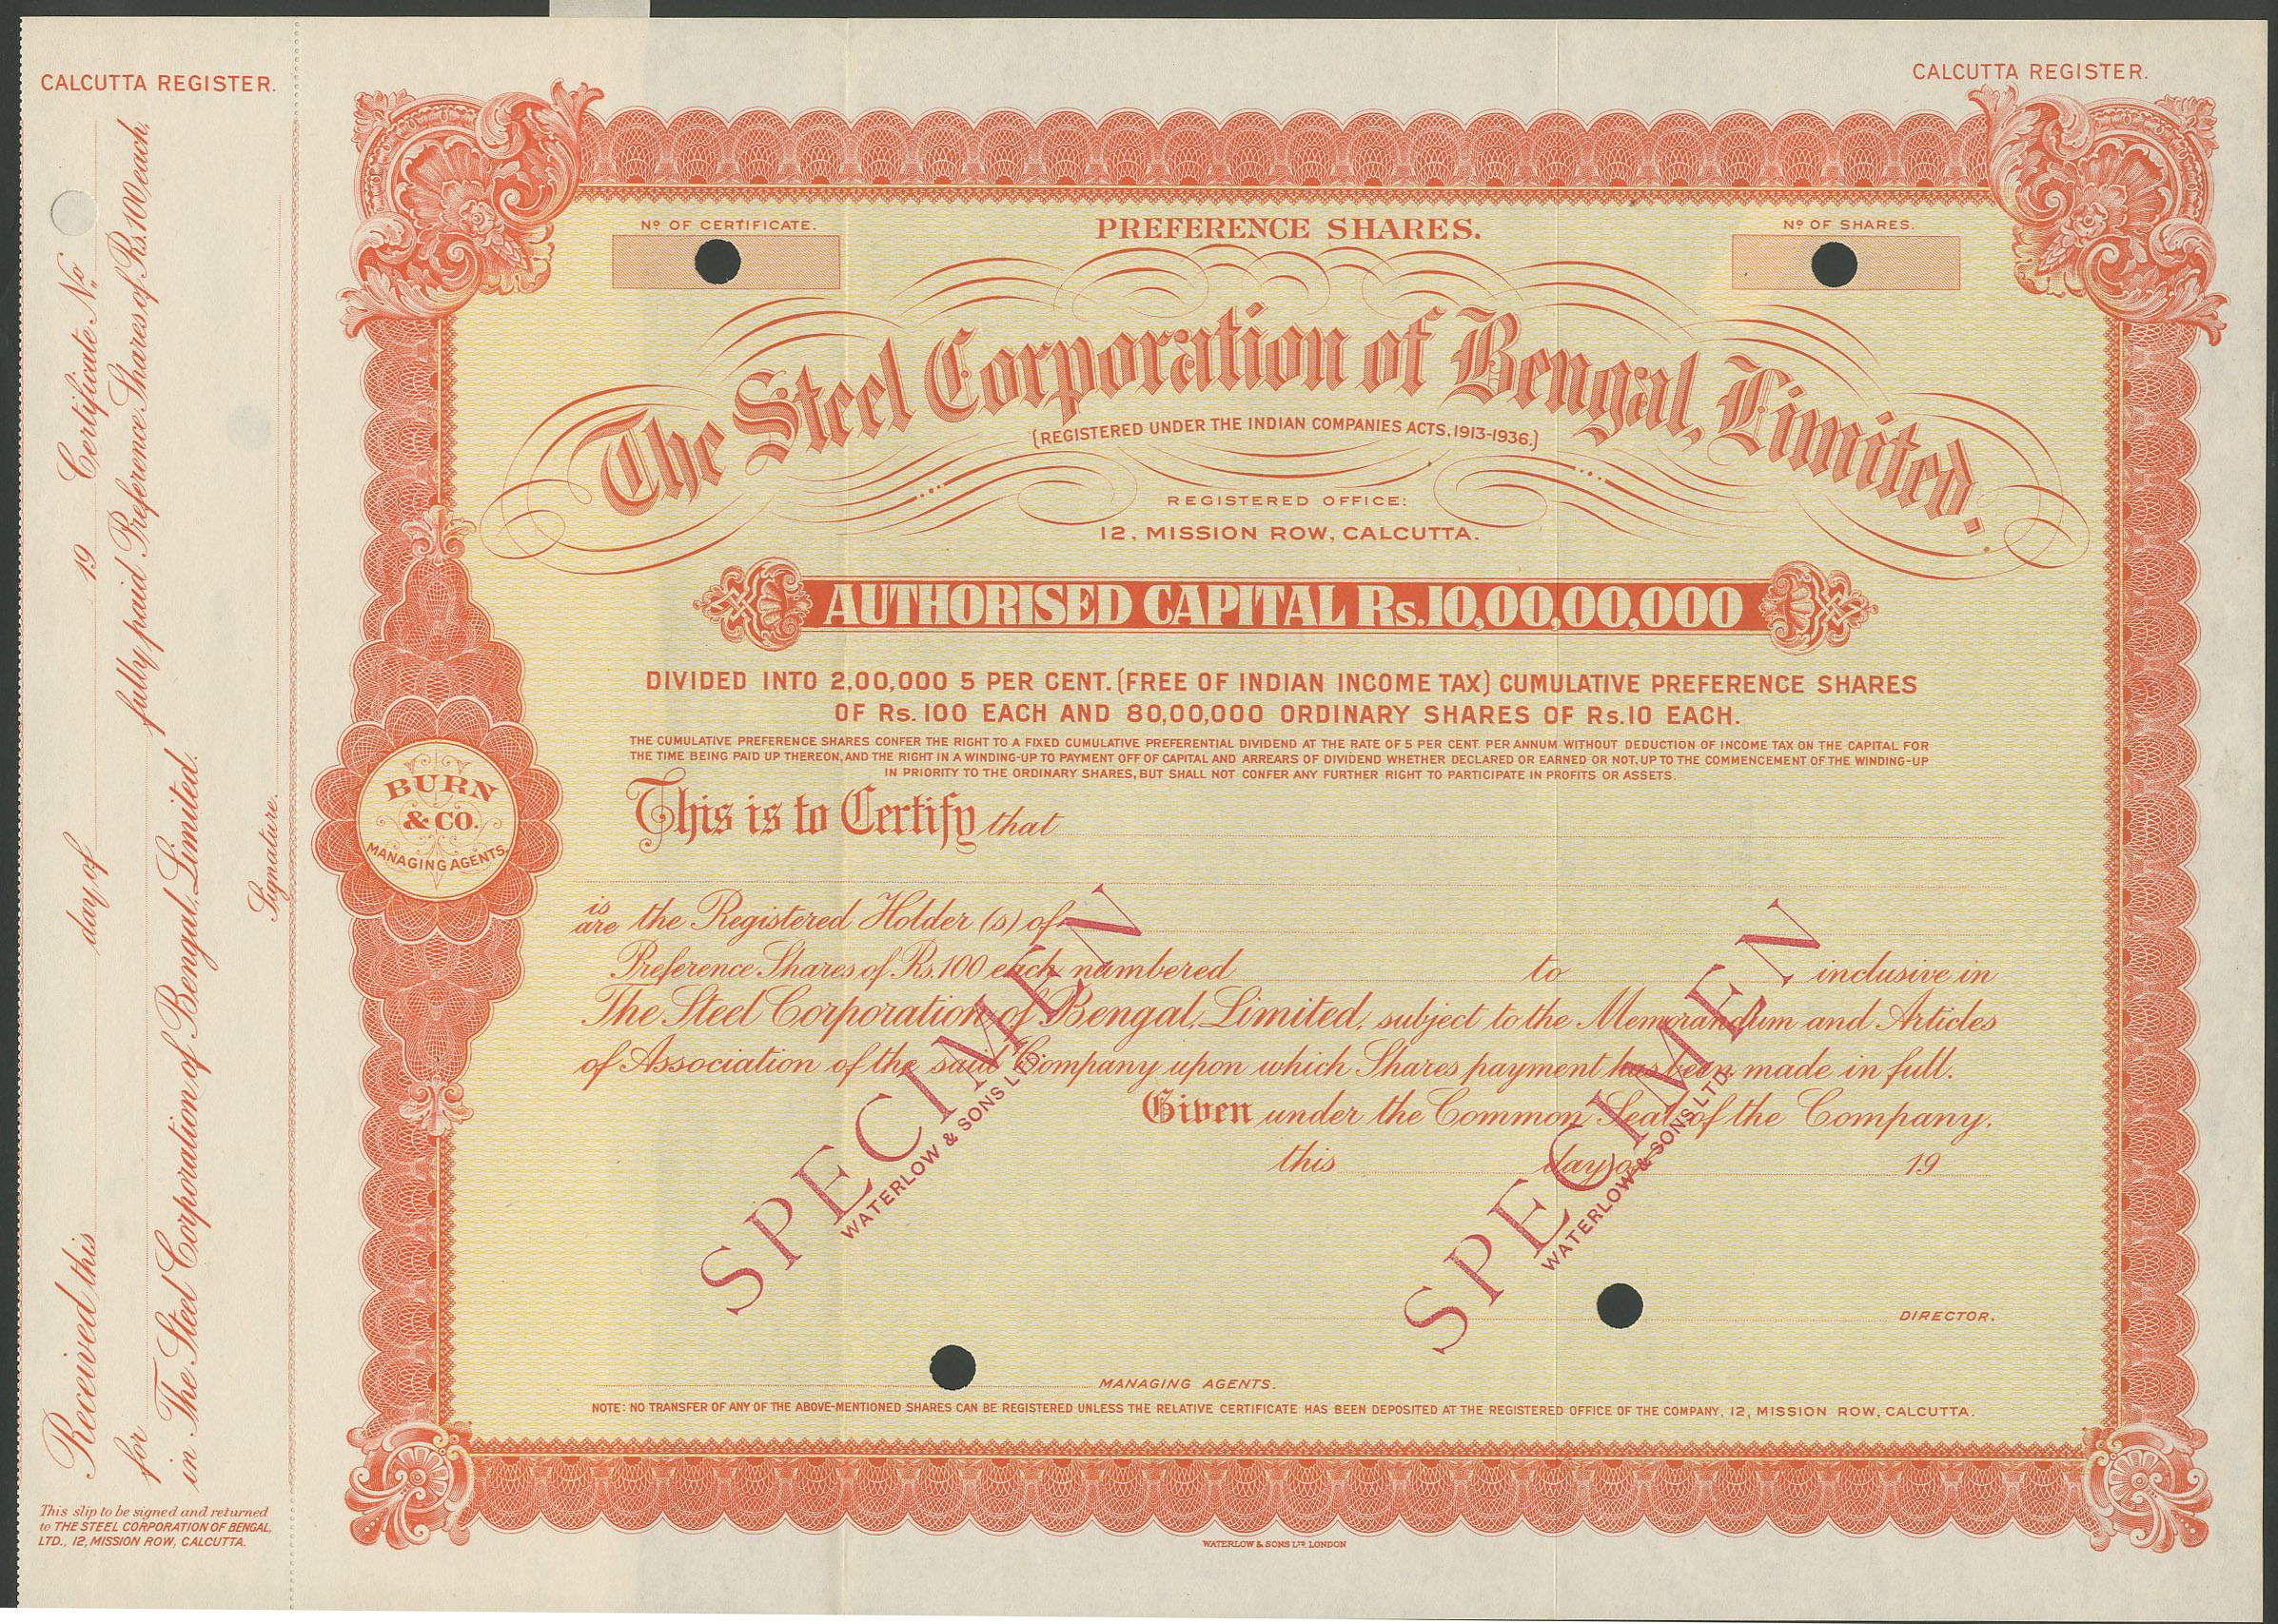 CALCUTTA REGISTER.
Received this day of 19 Certificate No.
for fully paid Preference Shares of Rs. 100 each,
in The Steel Corporation of Bengal, Limited.
Signature.
This slip to be signed and returned
to THE STEEL CORPORATION OF BENGAL,
LTD., 12, MISSION ROW, CALCUTTA.
CALCUTTA REGISTER.
No OF CERTIFICATE.
PREFERENCE SHARES.
No OF SHARES.
The Steel Corporation of Bengal, Limited.
(REGISTERED UNDER THE INDIAN COMPANIES ACTS, 1913-1936.)
REGISTERED OFFICE:
12, MISSION ROW, CALCUTTA.
AUTHORISED CAPITAL Rs. 10,00,00,000
DIVIDED INTO 2,00,000 5 PER CENT. (FREE OF INDIAN INCOME TAX) CUMULATIVE PREFERENCE SHARES
OF Rs. 100 EACH AND 80,00,000 ORDINARY SHARES OF Rs. 10 EACH.
THE CUMULATIVE PREFERENCE SHARES CONFER THE RIGHT TO A FIXED CUMULATIVE PREFERENTIAL DIVIDEND AT THE RATE OF 5 PER CENT. PER ANNUM WITHOUT DEDUCTION OF INCOME TAX ON THE CAPITAL FOR
THE TIME BEING PAID UP THEREON, AND THE RIGHT IN A WINDING-UP TO PAYMENT OFF OF CAPITAL AND ARREARS OF DIVIDEND WHETHER DECLARED OR EARNED OR NOT, UP TO THE COMMENCEMENT OF THE WINDING-UP
IN PRIORITY TO THE ORDINARY SHARES, BUT SHALL NOT CONFER ANY FURTHER RIGHT TO PARTICIPATE IN PROFITS OR ASSETS.
BURN
& CO.
MANAGING AGENTS.
This is to Certify that
is
are the Registered Holder (s) of
Preference Shares of Rs. 100 each numbered to inclusive in
The Steel Corporation of Bengal, Limited, subject to the Memorandum and Articles
of Association of the said Company upon which Shares payment has been made in full.
Given under the Common Seal of the Company,
this day of 19
SPECIMEN
WATERLOW & SONS LTD.
SPECIMEN
WATERLOW & SONS LTD.
DIRECTOR.
MANAGING AGENTS.
NOTE: NO TRANSFER OF ANY OF THE ABOVE-MENTIONED SHARES CAN BE REGISTERED UNLESS THE RELATIVE CERTIFICATE HAS BEEN DEPOSITED AT THE REGISTERED OFFICE OF THE COMPANY, 12, MISSION ROW, CALCUTTA.
WATERLOW & SONS LTD. LONDON